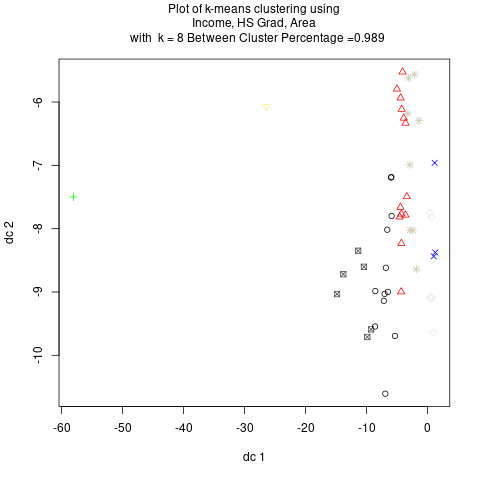 Plot of k-means clustering using
Income, HS Grad, Area
with k = 8 Between Cluster Percentage =0.989
-6
-7
-8
-9
-10
dc 2
-60 -50 -40 -30 -20 -10 0
dc 1